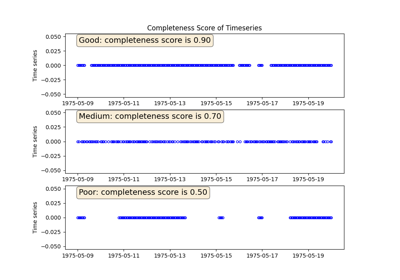 Completeness Score of Timeseries
0.050
0.025
0.000
-0.025
-0.050
Time series
Good: completeness score is 0.90
1975-05-09 1975-05-11 1975-05-13 1975-05-15 1975-05-17 1975-05-19
0.050
0.025
0.000
-0.025
-0.050
Time series
Medium: completeness score is 0.70
1975-05-09 1975-05-11 1975-05-13 1975-05-15 1975-05-17 1975-05-19
0.050
0.025
0.000
-0.025
-0.050
Time series
Poor: completeness score is 0.50
1975-05-09 1975-05-11 1975-05-13 1975-05-15 1975-05-17 1975-05-19